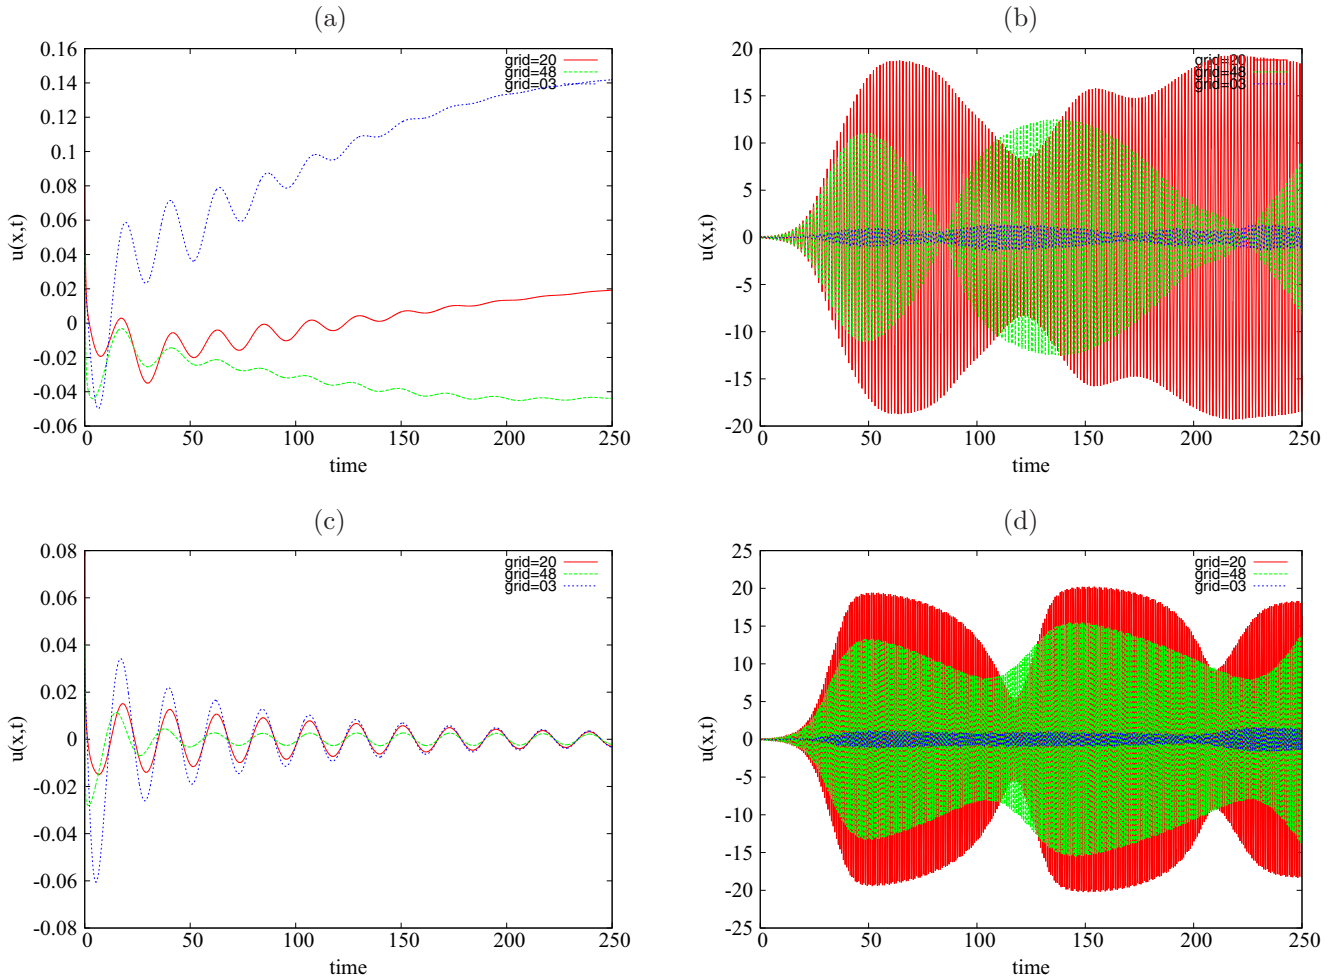 (a)
0.16
0.14
0.12
0.1
0.08
0.06
0.04
0.02
0
-0.02
-0.04
-0.06
u(x,t)
grid=20
grid=48
grid=03
0 50 100 150 200 250
time
(b)
20
15
10
5
0
-5
-10
-15
-20
u(x,t)
grid=20
grid=48
grid=03
0 50 100 150 200 250
time
(c)
0.08
0.06
0.04
0.02
0
-0.02
-0.04
-0.06
-0.08
u(x,t)
grid=20
grid=48
grid=03
0 50 100 150 200 250
time
(d)
25
20
15
10
5
0
-5
-10
-15
-20
-25
u(x,t)
grid=20
grid=48
grid=03
0 50 100 150 200 250
time